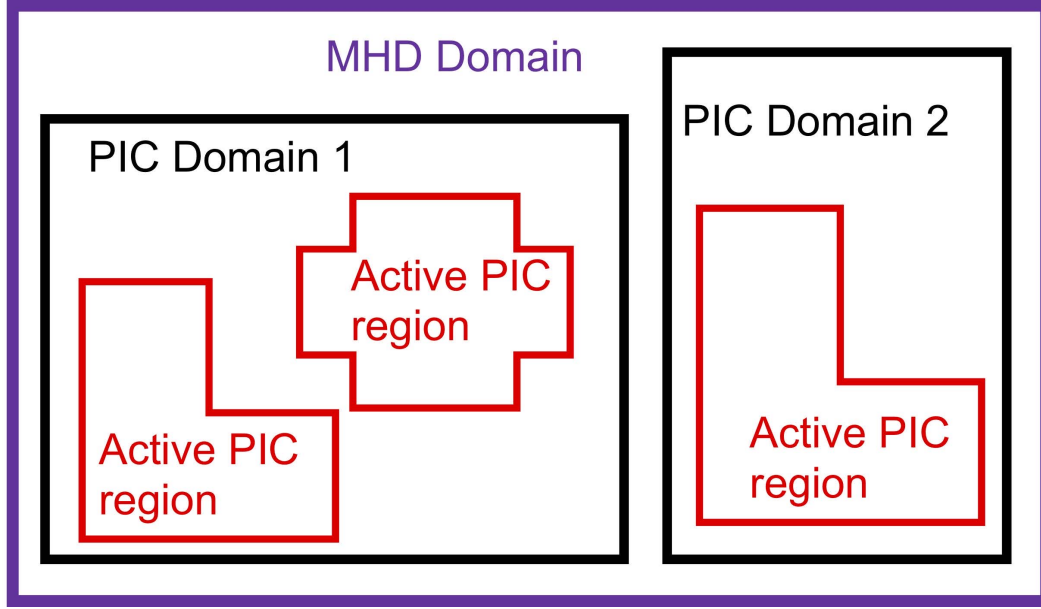 MHD Domain
PIC Domain 1
Active PIC
region
Active PIC
region
PIC Domain 2
Active PIC
region